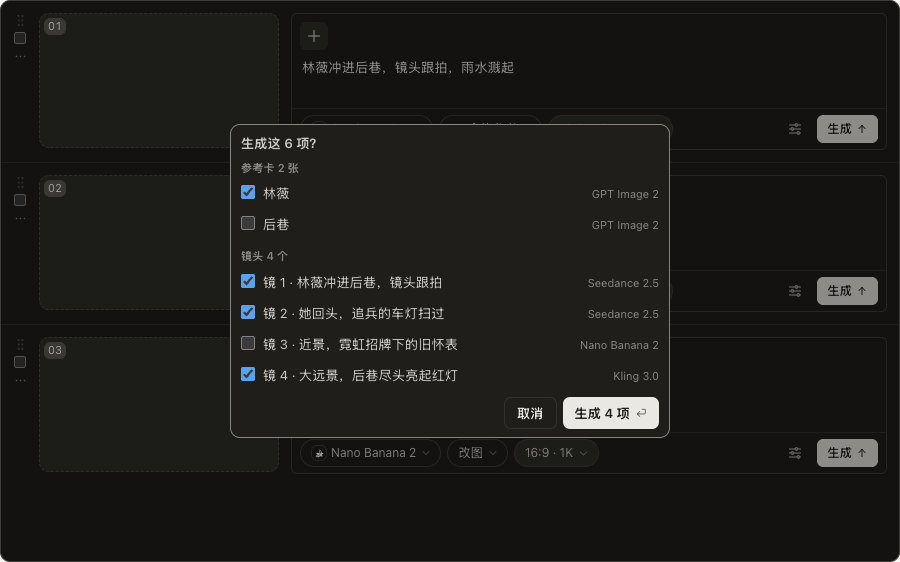 01
林薇冲进后巷，镜头跟拍，雨水溅起
生成 ↑
生成这 6 项?
参考卡 2 张
林薇 GPT Image 2
02
后巷 GPT Image 2
镜头 4 个
镜 1 · 林薇冲进后巷，镜头跟拍 Seedance 2.5
生成 ↑
镜 2 · 她回头，追兵的车灯扫过 Seedance 2.5
03
镜 3 · 近景，霓虹招牌下的旧怀表 Nano Banana 2
镜 4 · 大远景，后巷尽头亮起红灯 Kling 3.0
取消 生成 4 项
Nano Banana 2 改图 16:9 · 1K 生成 ↑